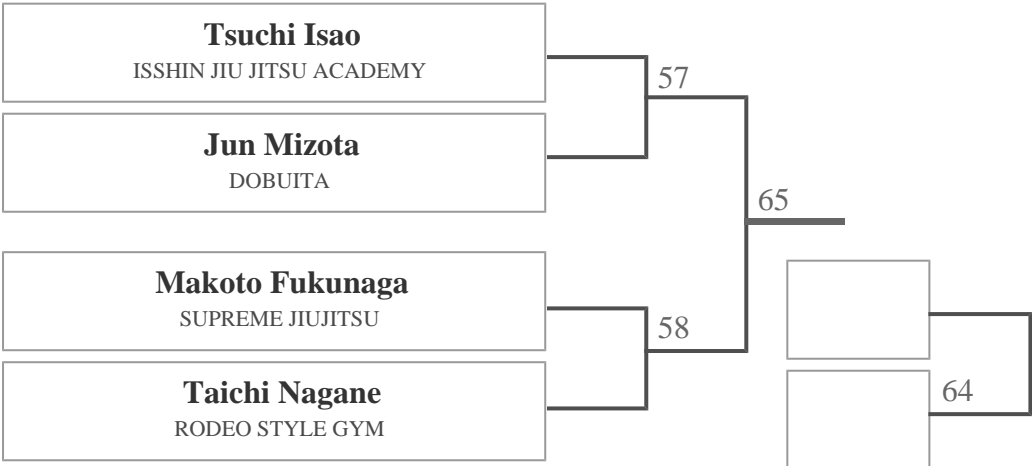 Tsuchi Isao
ISSHIN JIU JITSU ACADEMY
57
Jun Mizota
DOBUITA
65
Makoto Fukunaga
SUPREME JIUJITSU
58
Taichi Nagane
RODEO STYLE GYM
64